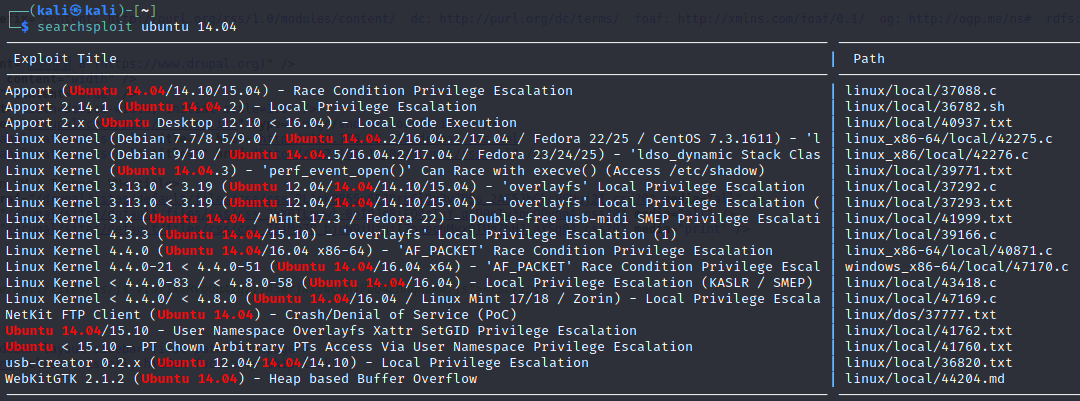 (kali㉿kali)-[~]
$ searchsploit ubuntu 14.04
Exploit Title | Path
Apport (Ubuntu 14.04/14.10/15.04) - Race Condition Privilege Escalation | linux/local/37088.c
Apport 2.14.1 (Ubuntu 14.04.2) - Local Privilege Escalation | linux/local/36782.sh
Apport 2.x (Ubuntu Desktop 12.10 < 16.04) - Local Code Execution | linux/local/40937.txt
Linux Kernel (Debian 7.7/8.5/9.0 / Ubuntu 14.04.2/16.04.2/17.04 / Fedora 22/25 / CentOS 7.3.1611) - 'l | linux_x86-64/local/42275.c
Linux Kernel (Debian 9/10 / Ubuntu 14.04.5/16.04.2/17.04 / Fedora 23/24/25) - 'ldso_dynamic Stack Clas | linux_x86/local/42276.c
Linux Kernel (Ubuntu 14.04.3) - 'perf_event_open()' Can Race with execve() (Access /etc/shadow) | linux/local/39771.txt
Linux Kernel 3.13.0 < 3.19 (Ubuntu 12.04/14.04/14.10/15.04) - 'overlayfs' Local Privilege Escalation | linux/local/37292.c
Linux Kernel 3.13.0 < 3.19 (Ubuntu 12.04/14.04/14.10/15.04) - 'overlayfs' Local Privilege Escalation ( | linux/local/37293.txt
Linux Kernel 3.x (Ubuntu 14.04 / Mint 17.3 / Fedora 22) - Double-free usb-midi SMEP Privilege Escalati | linux/local/41999.txt
Linux Kernel 4.3.3 (Ubuntu 14.04/15.10) - 'overlayfs' Local Privilege Escalation (1) | linux/local/39166.c
Linux Kernel 4.4.0 (Ubuntu 14.04/16.04 x86-64) - 'AF_PACKET' Race Condition Privilege Escalation | linux_x86-64/local/40871.c
Linux Kernel 4.4.0-21 < 4.4.0-51 (Ubuntu 14.04/16.04 x64) - 'AF_PACKET' Race Condition Privilege Escal | windows_x86-64/local/47170.c
Linux Kernel < 4.4.0-83 / < 4.8.0-58 (Ubuntu 14.04/16.04) - Local Privilege Escalation (KASLR / SMEP) | linux/local/43418.c
Linux Kernel < 4.4.0/ < 4.8.0 (Ubuntu 14.04/16.04 / Linux Mint 17/18 / Zorin) - Local Privilege Escala | linux/local/47169.c
NetKit FTP Client (Ubuntu 14.04) - Crash/Denial of Service (PoC) | linux/dos/37777.txt
Ubuntu 14.04/15.10 - User Namespace Overlayfs Xattr SetGID Privilege Escalation | linux/local/41762.txt
Ubuntu < 15.10 - PT Chown Arbitrary PTs Access Via User Namespace Privilege Escalation | linux/local/41760.txt
usb-creator 0.2.x (Ubuntu 12.04/14.04/14.10) - Local Privilege Escalation | linux/local/36820.txt
WebKitGTK 2.1.2 (Ubuntu 14.04) - Heap based Buffer Overflow | linux/local/44204.md